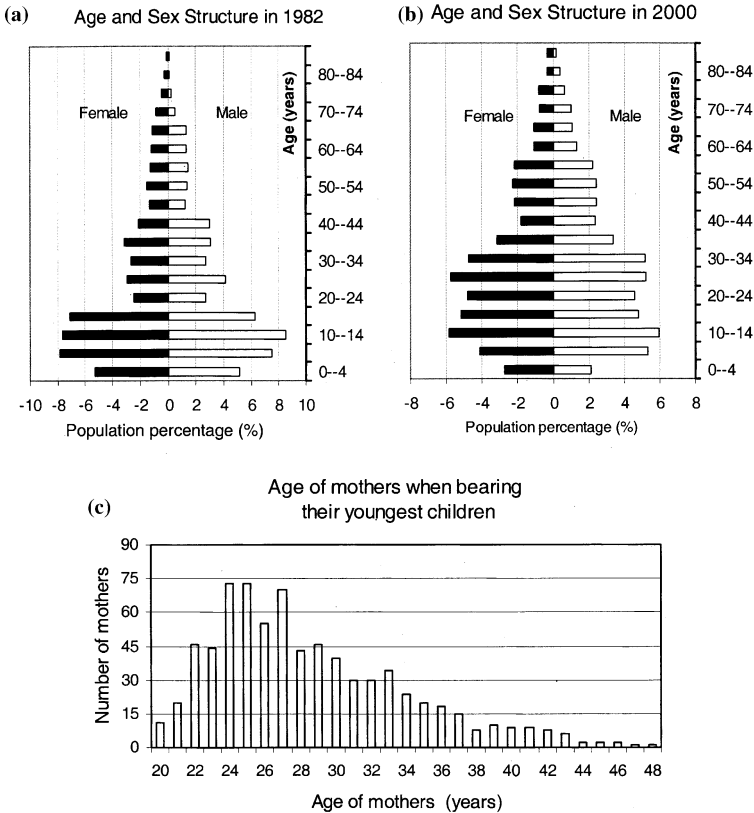 (a)
Age and Sex Structure in 1982
Female
Male
Age (years)
80--84
70--74
60--64
50--54
40--44
30--34
20--24
10--14
0--4
-10 -8 -6 -4 -2 0 2 4 6 8 10
Population percentage (%)
(b)
Age and Sex Structure in 2000
Female
Male
Age (years)
80--84
70--74
60--64
50--54
40--44
30--34
20--24
10--14
0--4
-8 -6 -4 -2 0 2 4 6 8
Population percentage (%)
(c)
Age of mothers when bearing
their youngest children
Number of mothers
90
75
60
45
30
15
0
20 22 24 26 28 30 32 34 36 38 40 42 44 46 48
Age of mothers (years)